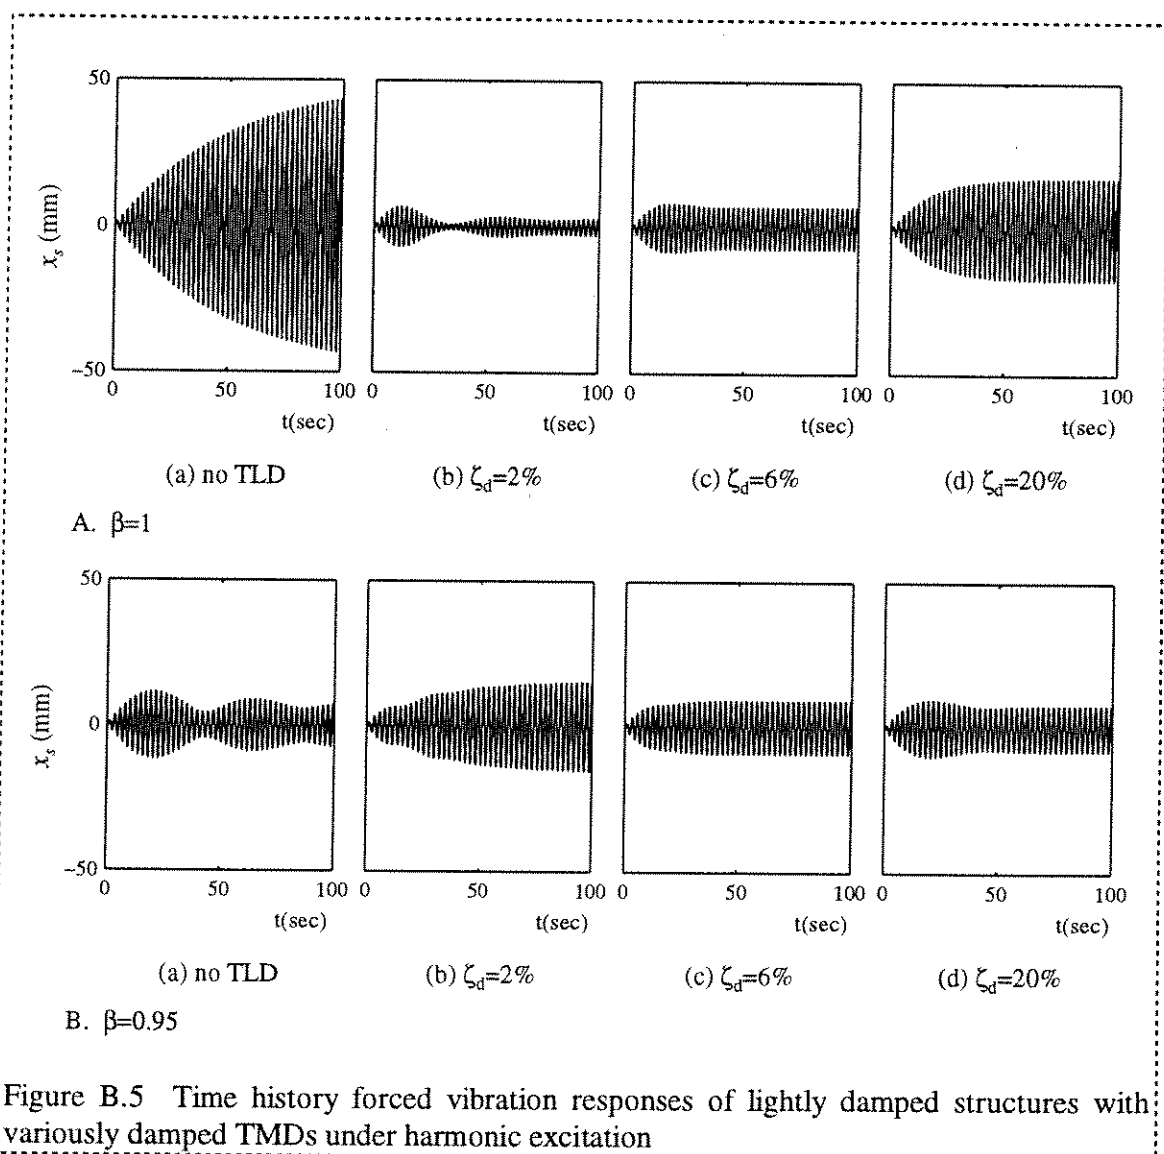 50
0
-50
x_s (mm)
0 50 100 0 50 100 0 50 100 0 50 100
t(sec) t(sec) t(sec) t(sec)
(a) no TLD (b) ζ_d=2% (c) ζ_d=6% (d) ζ_d=20%
A. β=1
50
0
-50
x_s (mm)
0 50 100 0 50 100 0 50 100 0 50 100
t(sec) t(sec) t(sec) t(sec)
(a) no TLD (b) ζ_d=2% (c) ζ_d=6% (d) ζ_d=20%
B. β=0.95
Figure B.5 Time history forced vibration responses of lightly damped structures with
variously damped TMDs under harmonic excitation